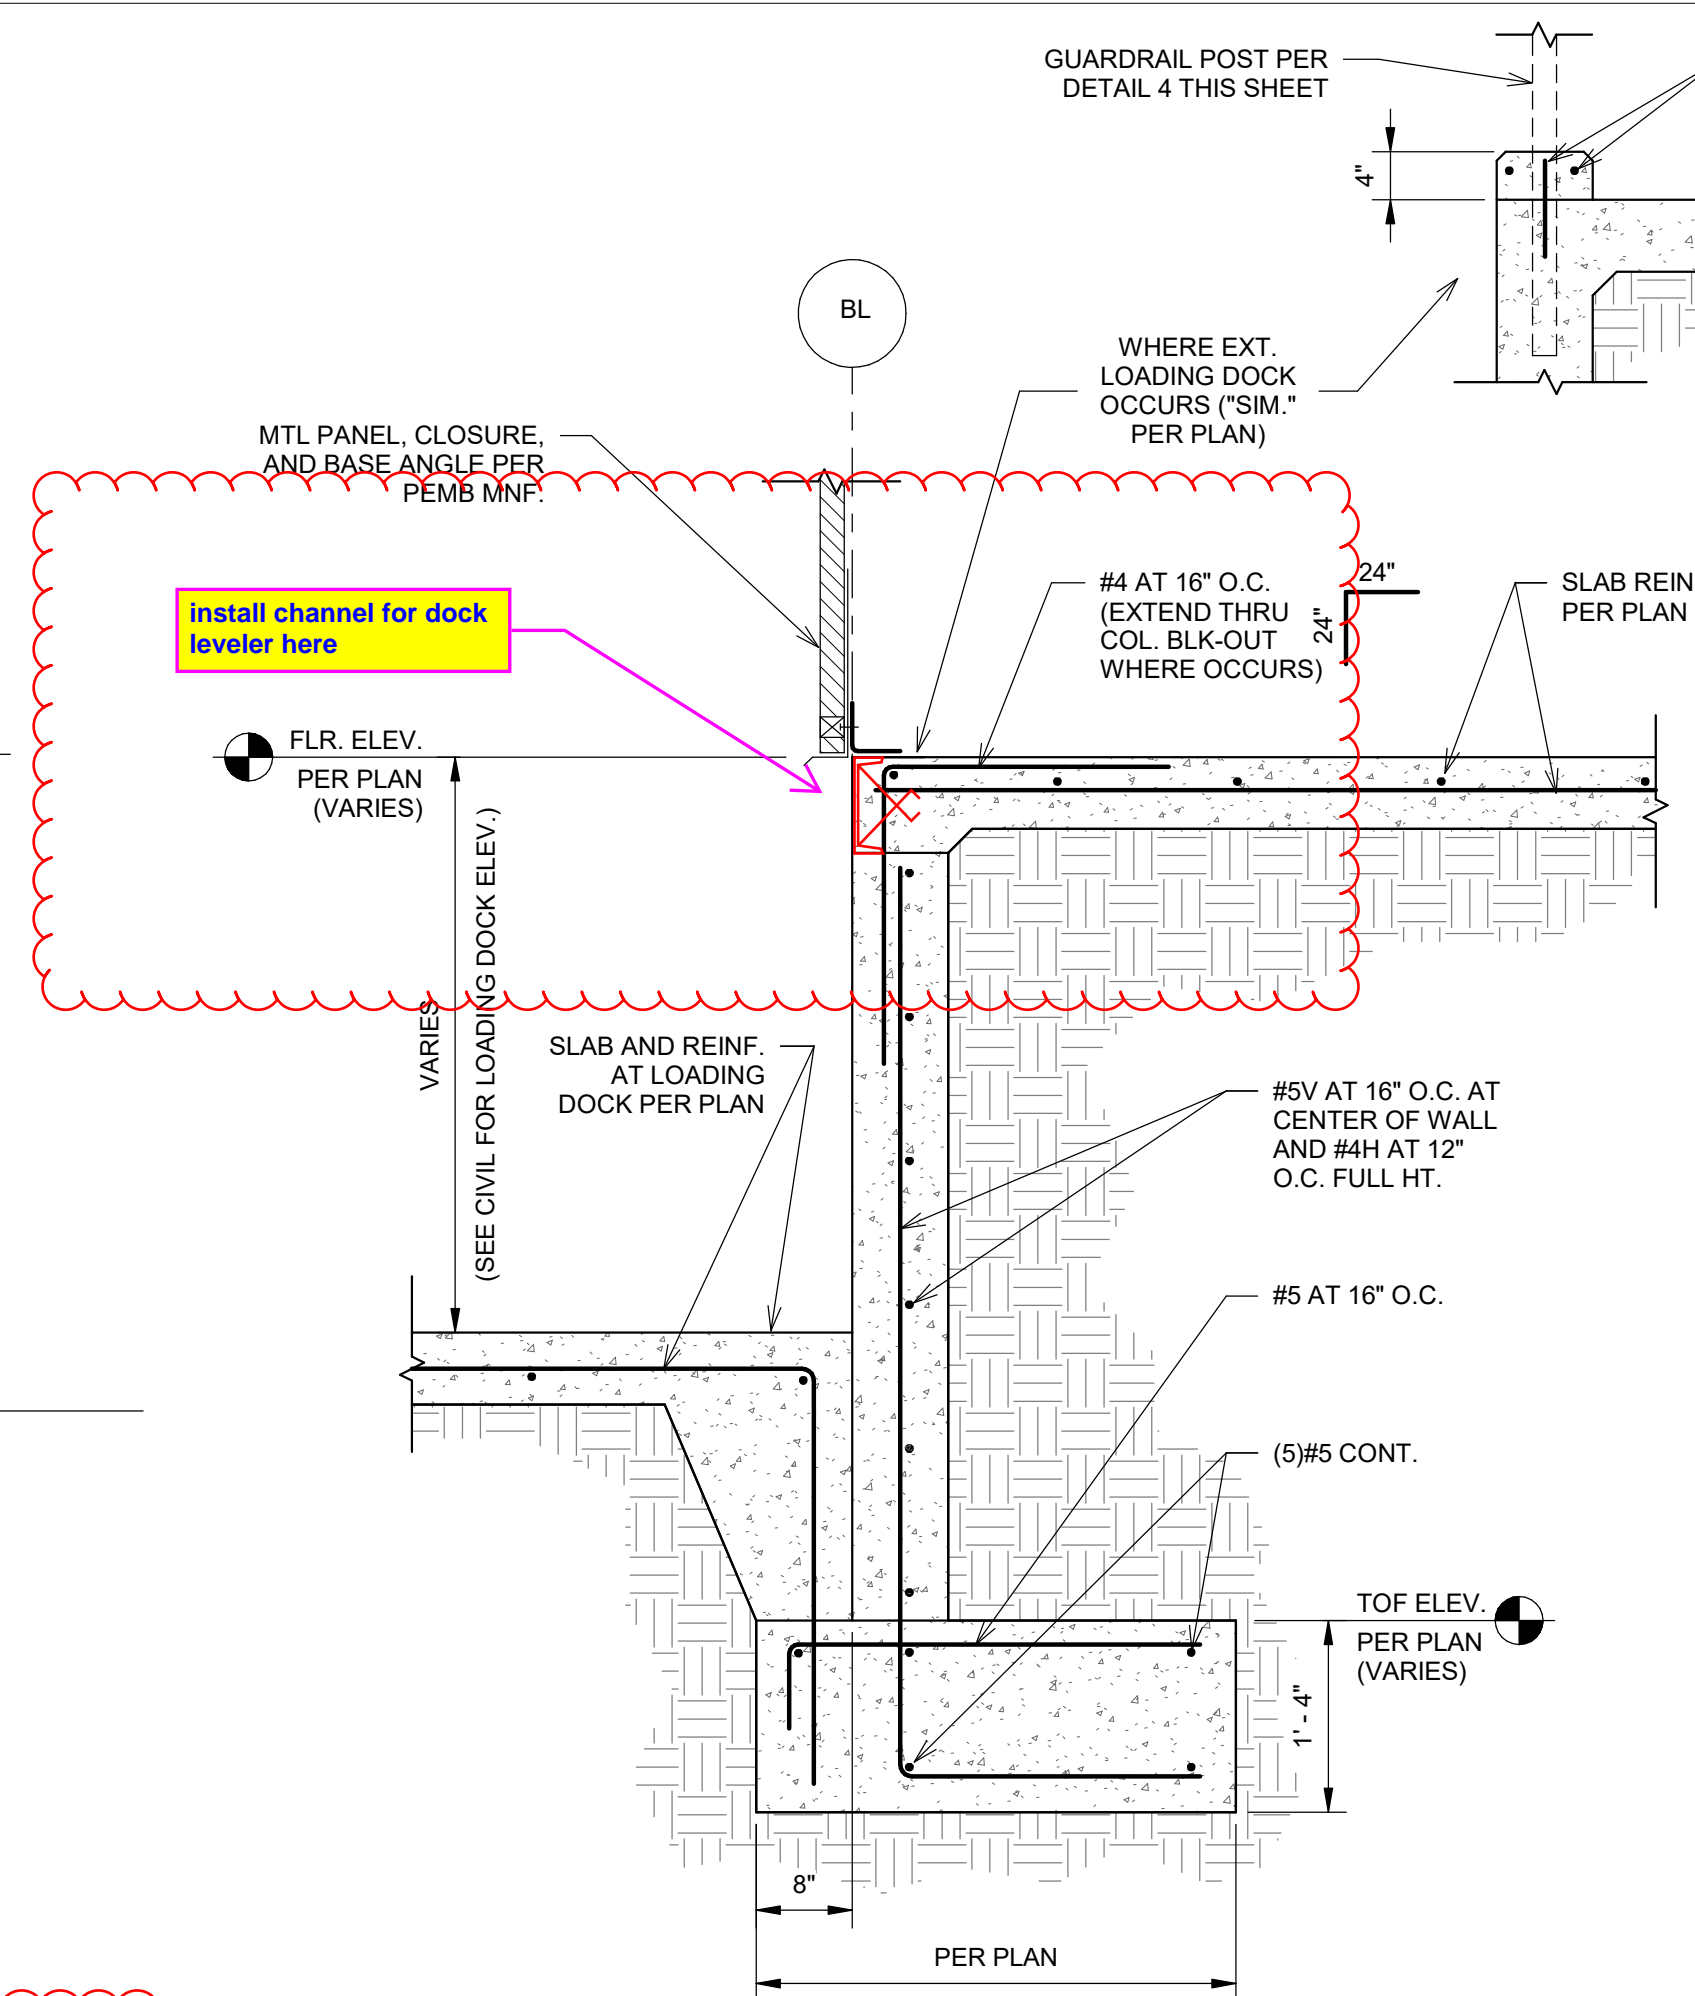 GUARDRAIL POST PER
DETAIL 4 THIS SHEET
4"
BL
WHERE EXT.
LOADING DOCK
OCCURS ("SIM."
PER PLAN)
MTL PANEL, CLOSURE,
AND BASE ANGLE PER
PEMB MNF.
install channel for dock
leveler here
#4 AT 16" O.C.
(EXTEND THRU
COL. BLK-OUT
WHERE OCCURS)
24"
24"
SLAB REIN
PER PLAN
FLR. ELEV.
PER PLAN
(VARIES)
VARIES
(SEE CIVIL FOR LOADING DOCK ELEV.)
SLAB AND REINF.
AT LOADING
DOCK PER PLAN
#5V AT 16" O.C. AT
CENTER OF WALL
AND #4H AT 12"
O.C. FULL HT.
#5 AT 16" O.C.
(5)#5 CONT.
TOF ELEV.
PER PLAN
(VARIES)
1' - 4"
8"
PER PLAN